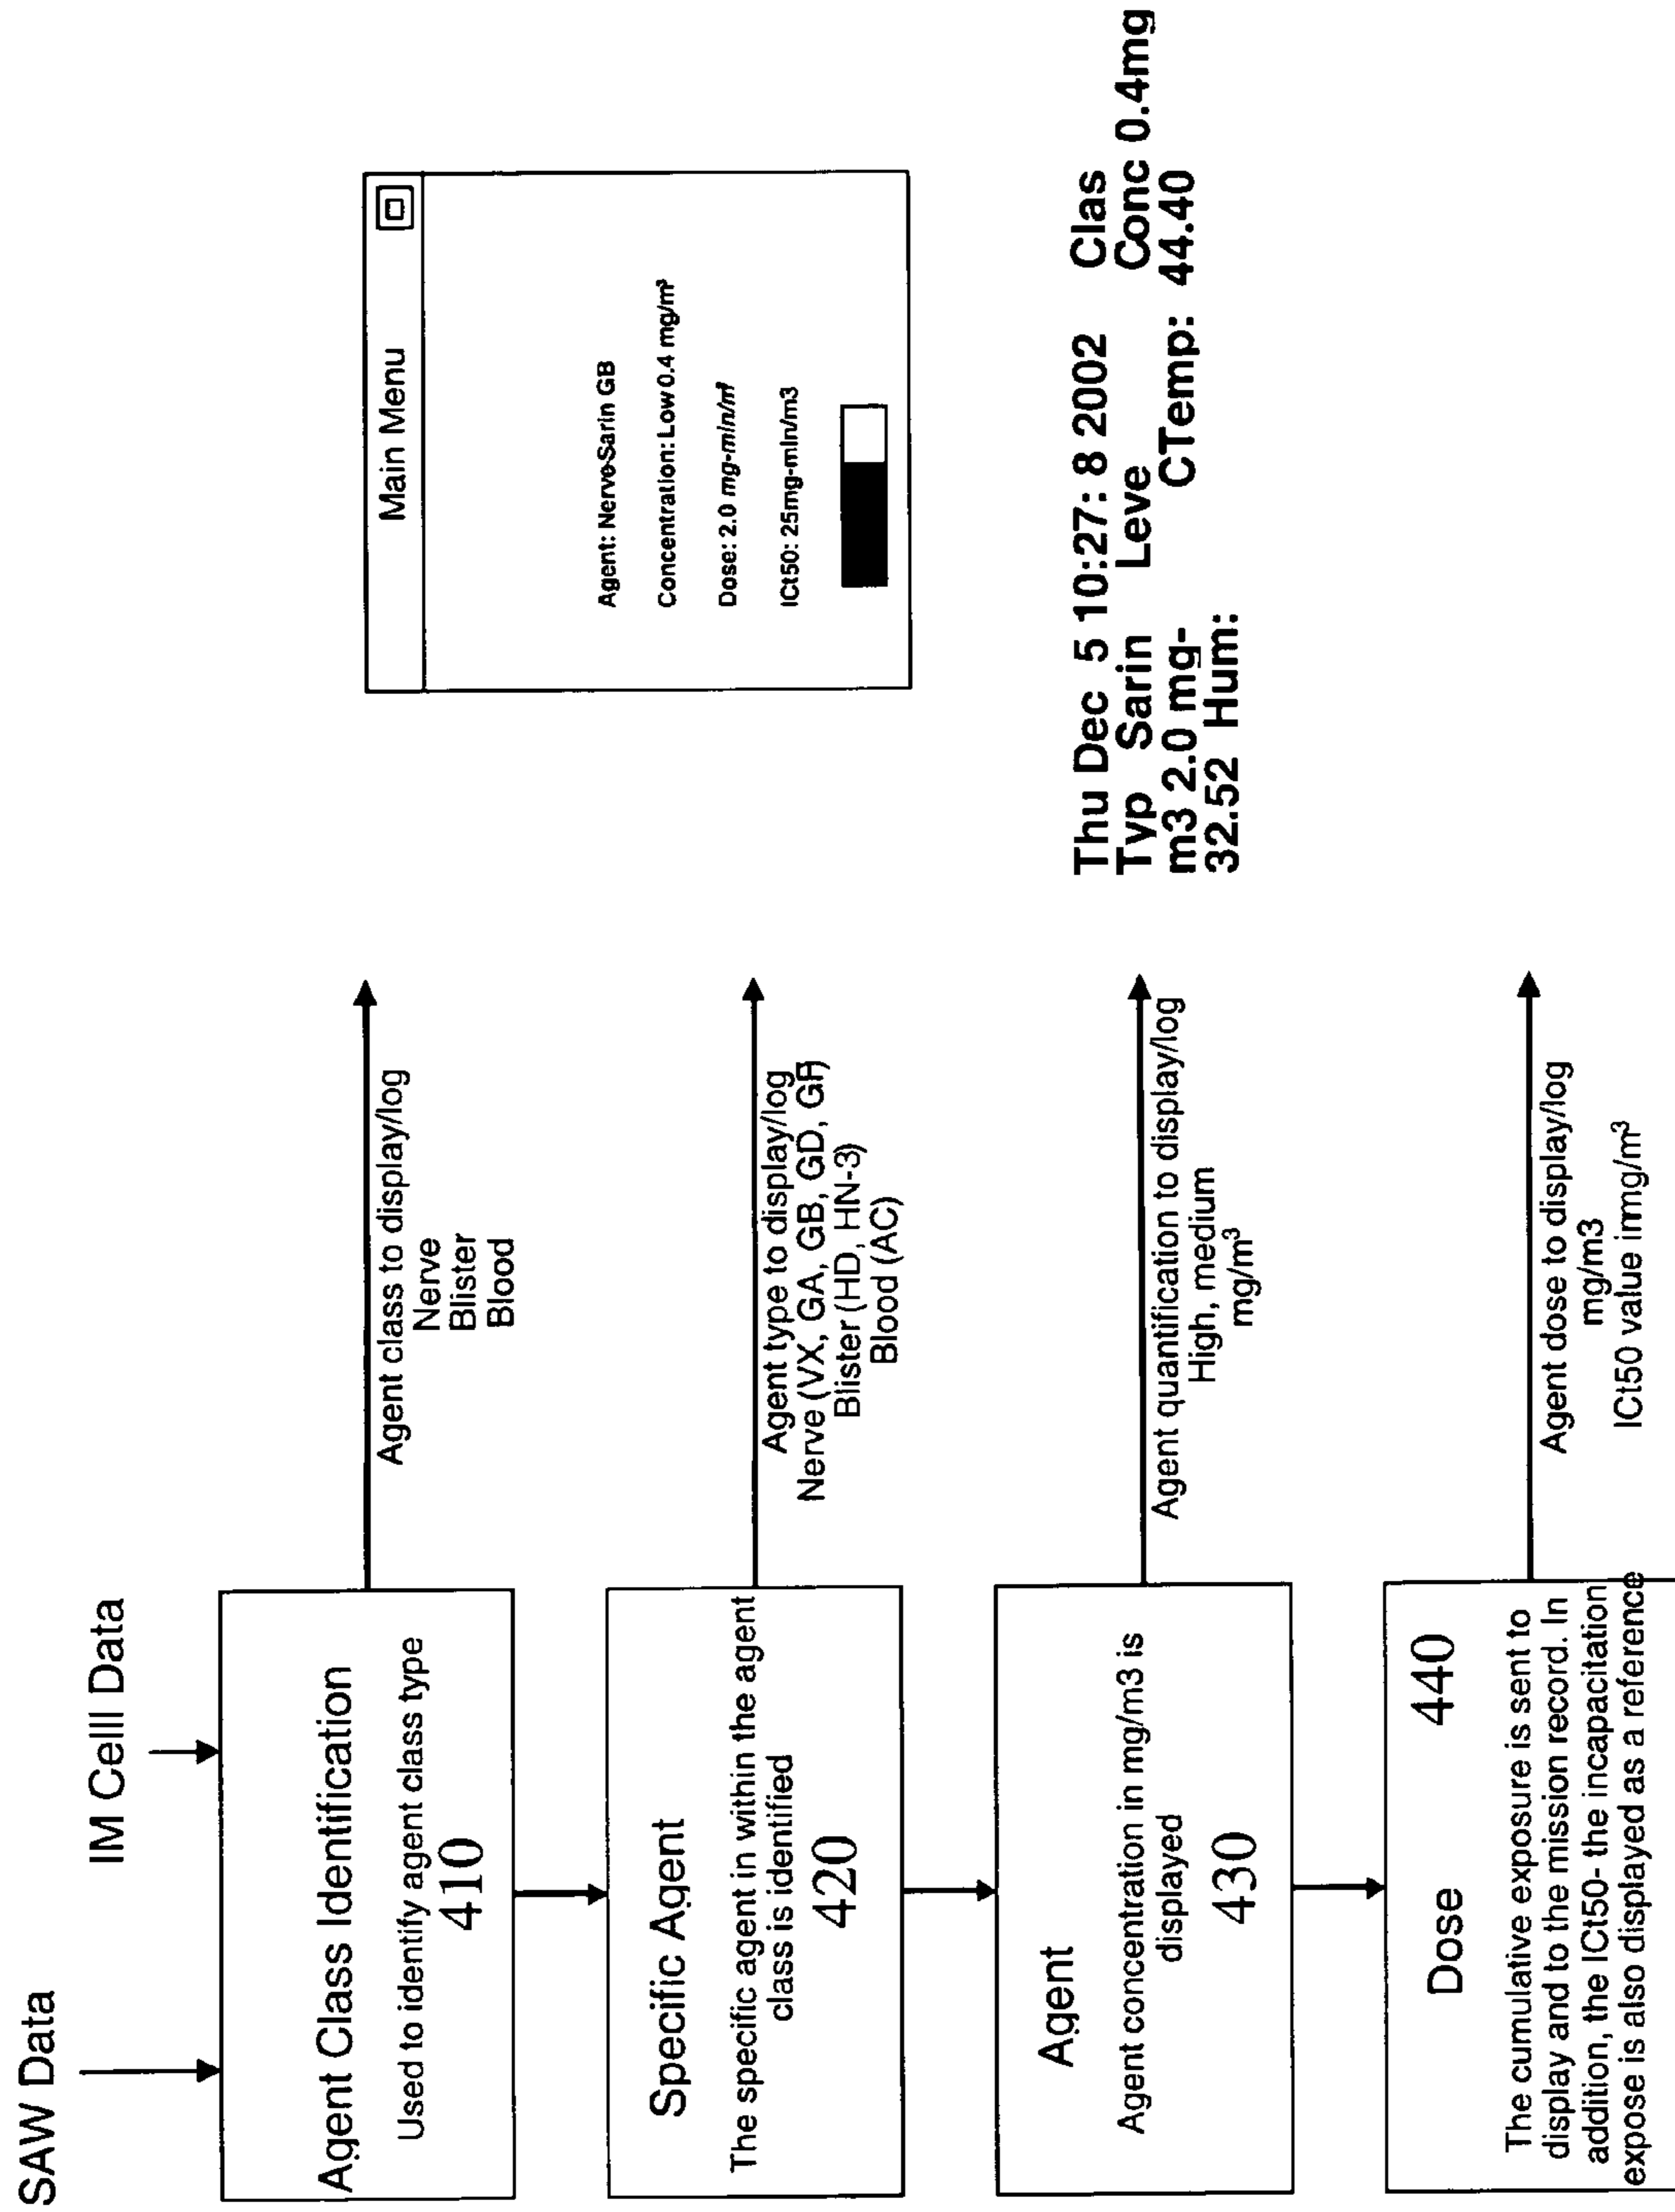 SAW Data
IM Celll Data
Agent Class Identification
Used to identify agent class type
410
Agent class to display/log
Nerve
Blister
Blood
Specific Agent
The specific agent in within the agent
class is identified
420
Agent type to display/log
Nerve (VX, GA, GB, GD, GF)
Blister (HD, HN-3)
Blood (AC)
Agent
Agent concentration in mg/m3 is
displayed
430
Agent quantification to display/log
High, medium
mg/m³
Dose
440
The cumulative exposure is sent to
display and to the mission record. In
addition, the ICt50- the incapacitation
expose is also displayed as a reference
Agent dose to display/log
mg/m3
ICt50 value inmg/m³
Main Menu
Agent: Nerve-Sarin GB
Concentration: Low 0.4 mg/m³
Dose: 2.0 mg-min/m³
ICt50: 25mg-min/m3
Thu Dec 5 10:27: 8 2002 Clas
Typ Sarin Leve Conc 0.4mg
m3 2.0 mg- CTemp: 44.40
32.52 Hum: